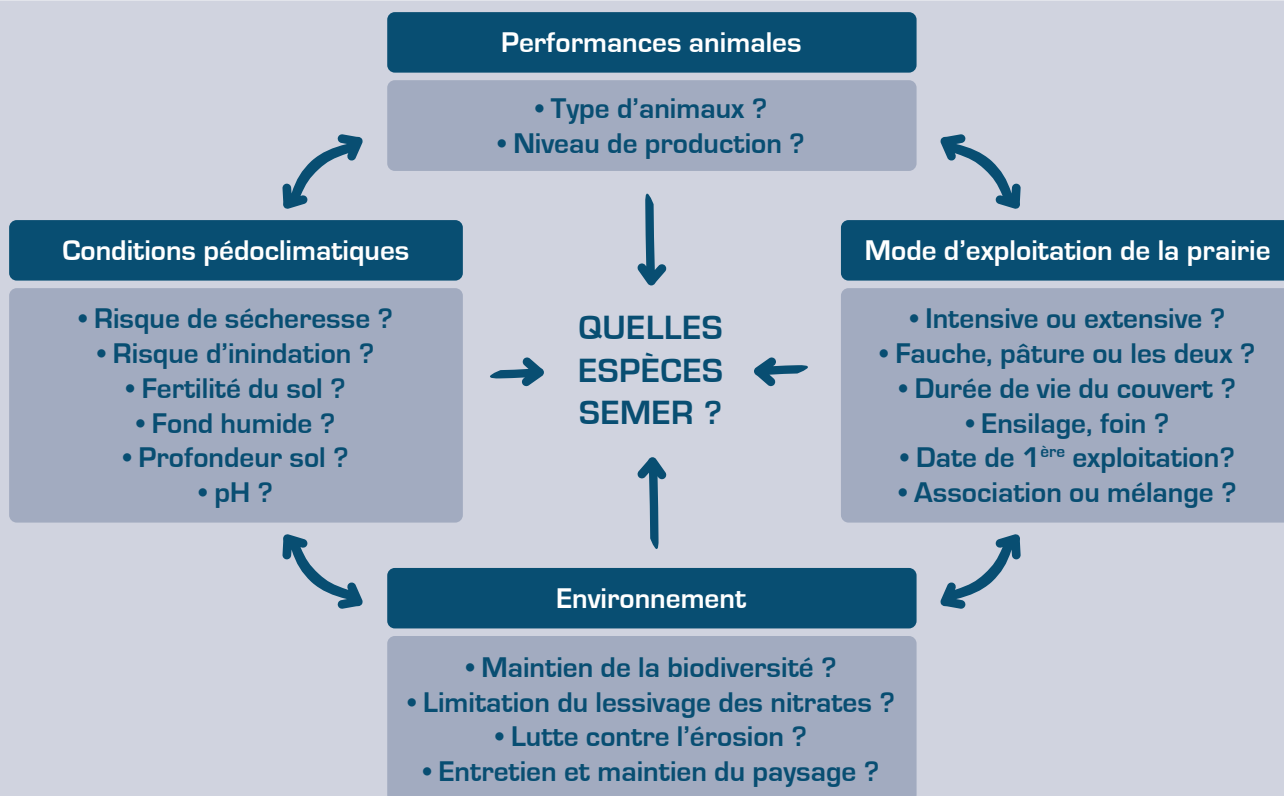 Performances animales
• Type d'animaux ?
• Niveau de production ?
Conditions pédoclimatiques
• Risque de sécheresse ?
• Risque d'inindation ?
• Fertilité du sol ?
• Fond humide ?
• Profondeur sol ?
• pH ?
QUELLES
ESPÈCES
SEMER ?
Mode d'exploitation de la prairie
• Intensive ou extensive ?
• Fauche, pâture ou les deux ?
• Durée de vie du couvert ?
• Ensilage, foin ?
• Date de 1ère exploitation?
• Association ou mélange ?
Environnement
• Maintien de la biodiversité ?
• Limitation du lessivage des nitrates ?
• Lutte contre l'érosion ?
• Entretien et maintien du paysage ?